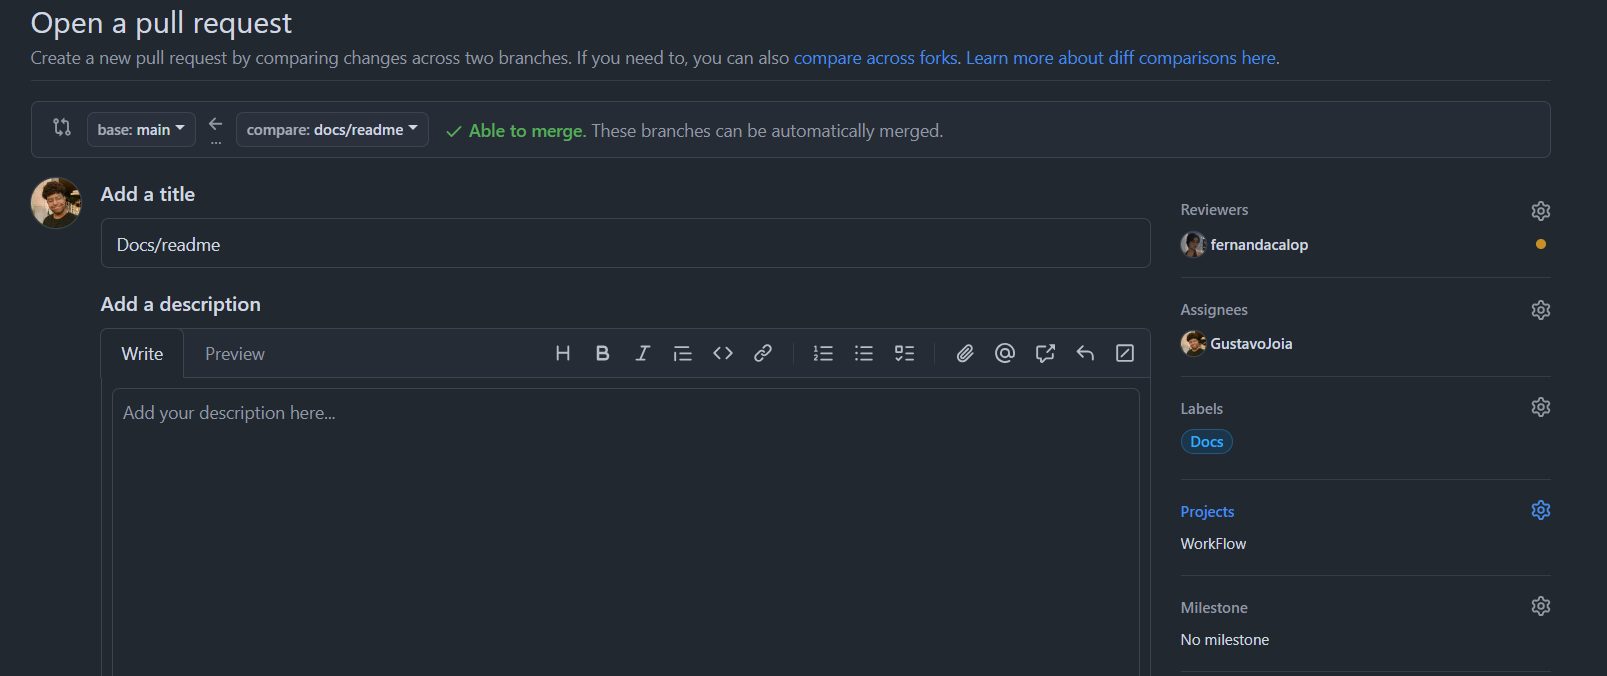 Open a pull request
Create a new pull request by comparing changes across two branches. If you need to, you can also compare across forks. Learn more about diff comparisons here.
base: main
compare: docs/readme
Able to merge. These branches can be automatically merged.
Add a title
Docs/readme
Add a description
Write
Preview
Add your description here...
Reviewers
fernandacalop
Assignees
GustavoJoia
Labels
Docs
Projects
WorkFlow
Milestone
No milestone